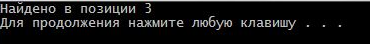 Найдено в позиции 3
Для продолжения нажмите любую клавишу . . .